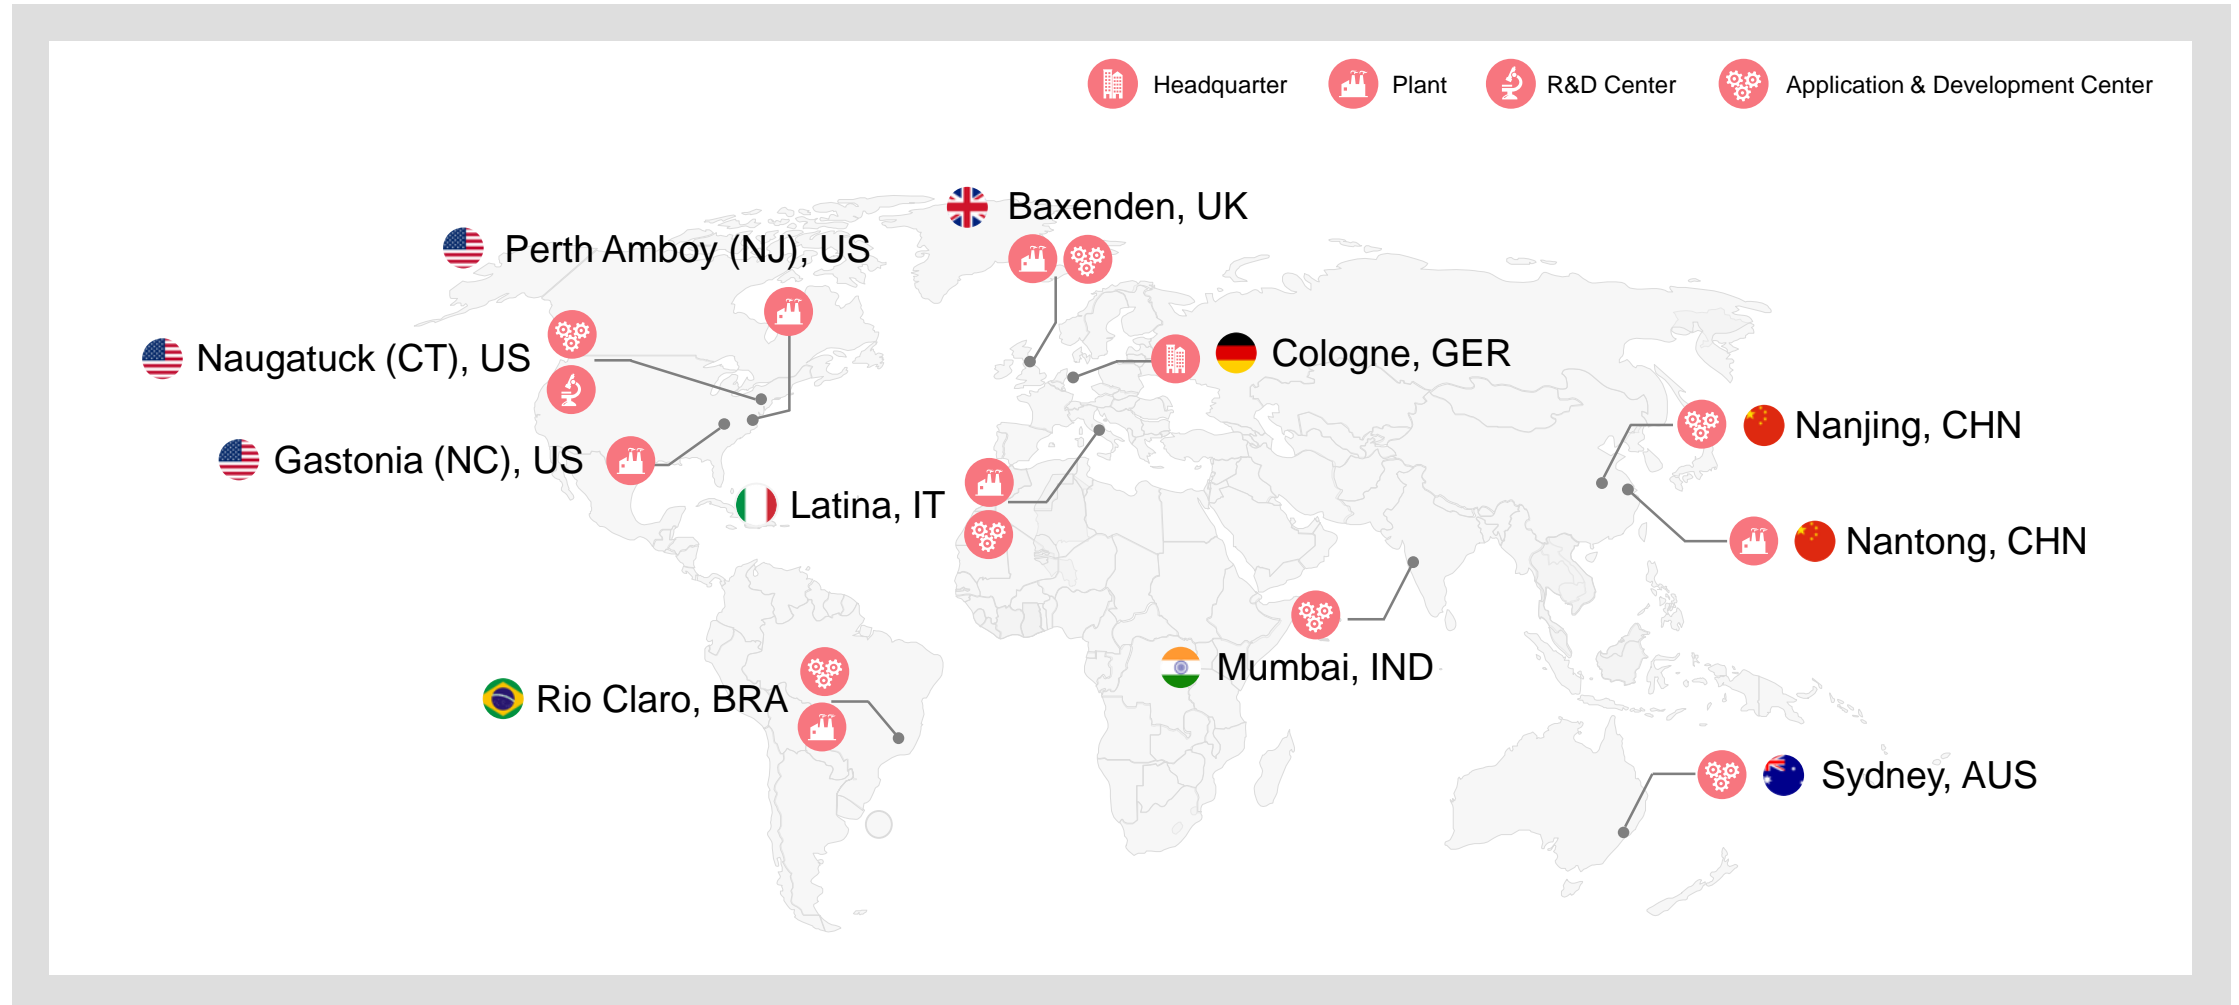 Headquarter
Plant
R&D Center
Application & Development Center
Baxenden, UK
Perth Amboy (NJ), US
Naugatuck (CT), US
Cologne, GER
Nanjing, CHN
Gastonia (NC), US
Latina, IT
Nantong, CHN
Mumbai, IND
Rio Claro, BRA
Sydney, AUS